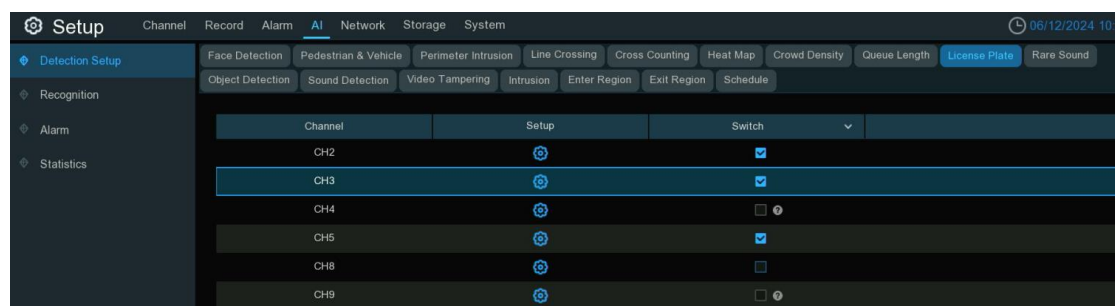 Setup Channel Record Alarm AI Network Storage System 06/12/2024 10:
Detection Setup
Recognition
Alarm
Statistics
Face Detection Pedestrian & Vehicle Perimeter Intrusion Line Crossing Cross Counting Heat Map Crowd Density Queue Length License Plate Rare Sound
Object Detection Sound Detection Video Tampering Intrusion Enter Region Exit Region Schedule
Channel Setup Switch
CH2
CH3
CH4 ?
CH5
CH8
CH9 ?